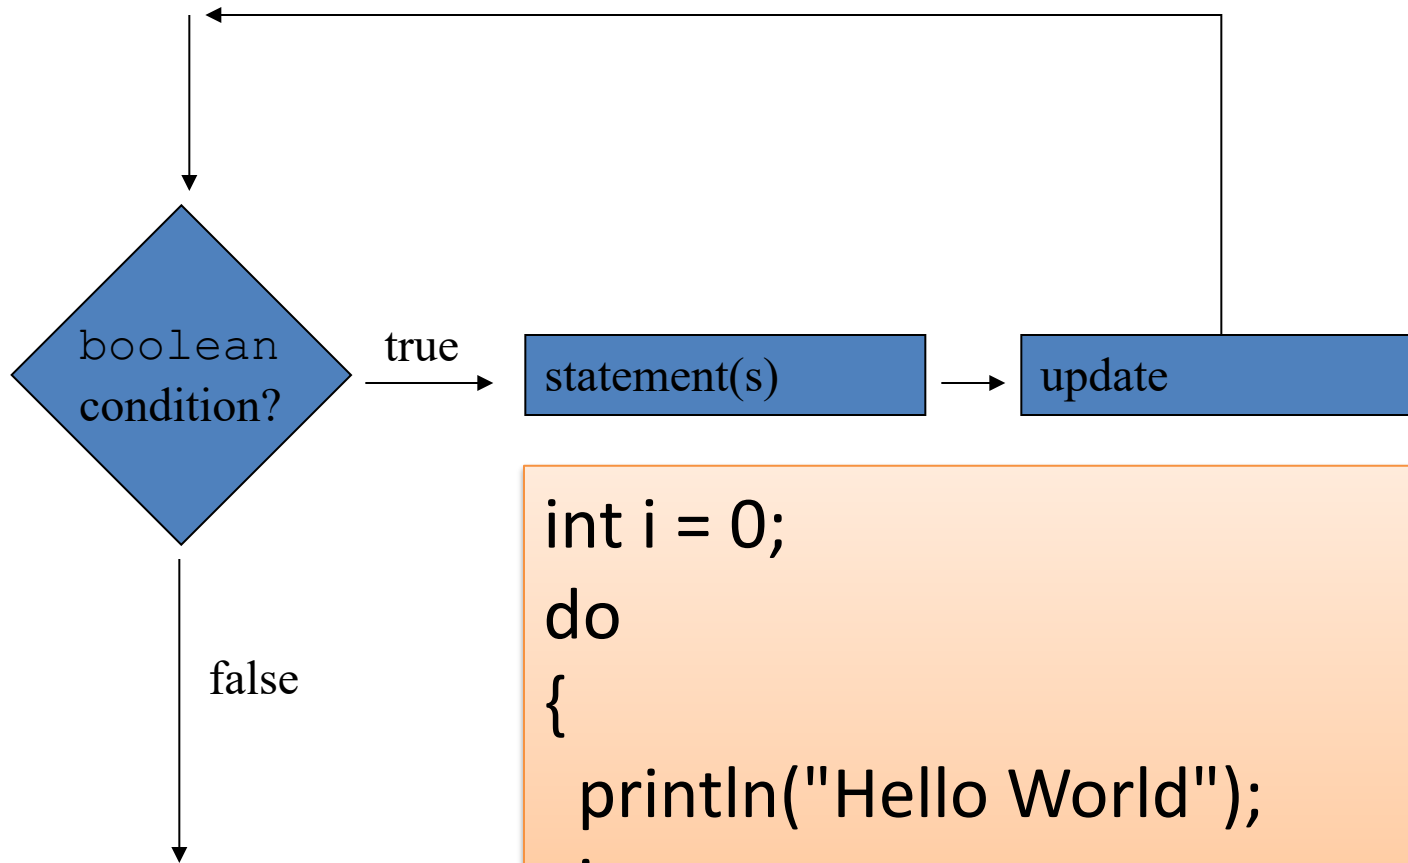 boolean
condition?
true
statement(s)
update
false
int i = 0;
do
{
println("Hello World");